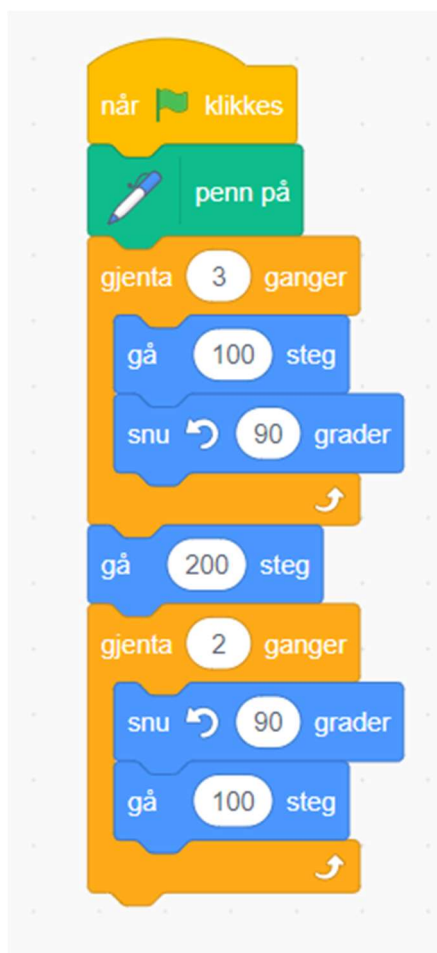 når klikkes
penn på
gjenta 3 ganger
gå 100 steg
snu 90 grader
gå 200 steg
gjenta 2 ganger
snu 90 grader
gå 100 steg